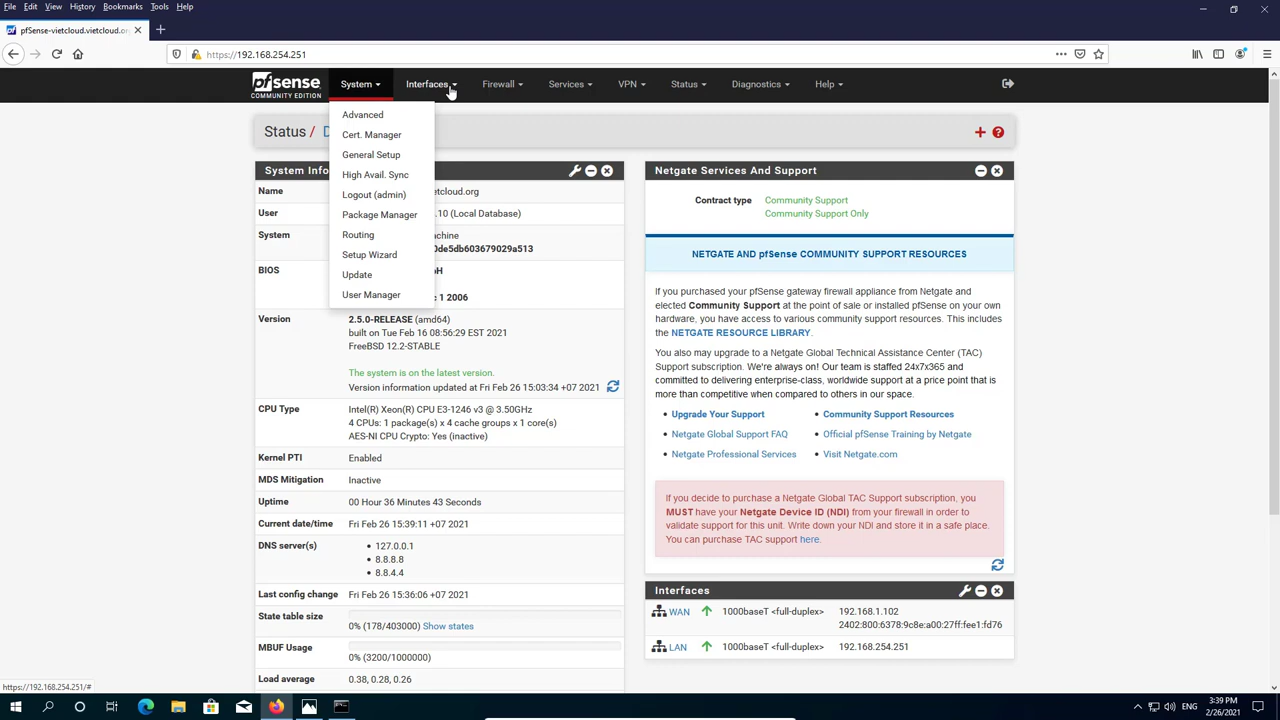 File Edit View History Bookmarks Tools Help
pfSense-vietcloud.vietcloud.org
https://192.168.254.251
pfsense
COMMUNITY EDITION
System Interfaces Firewall Services VPN Status Diagnostics Help
Advanced
Cert. Manager
General Setup
High Avail. Sync
Logout (admin)
Package Manager
Routing
Setup Wizard
Update
User Manager
Status / D
System Info
Name etcloud.org
User .10 (Local Database)
System achine
0de5db603679029a513
BIOS bH
c 1 2006
Version 2.5.0-RELEASE (amd64)
built on Tue Feb 16 08:56:29 EST 2021
FreeBSD 12.2-STABLE
The system is on the latest version.
Version information updated at Fri Feb 26 15:03:34 +07 2021
CPU Type Intel(R) Xeon(R) CPU E3-1246 v3 @ 3.50GHz
4 CPUs: 1 package(s) x 4 cache groups x 1 core(s)
AES-NI CPU Crypto: Yes (inactive)
Kernel PTI Enabled
MDS Mitigation Inactive
Uptime 00 Hour 36 Minutes 43 Seconds
Current date/time Fri Feb 26 15:39:11 +07 2021
DNS server(s) • 127.0.0.1
• 8.8.8.8
• 8.8.4.4
Last config change Fri Feb 26 15:36:06 +07 2021
State table size
0% (178/403000) Show states
MBUF Usage
0% (3200/1000000)
Load average 0.38, 0.28, 0.26
Netgate Services And Support
Contract type Community Support
Community Support Only
NETGATE AND pfSense COMMUNITY SUPPORT RESOURCES
If you purchased your pfSense gateway firewall appliance from Netgate and
elected Community Support at the point of sale or installed pfSense on your own
hardware, you have access to various community support resources. This includes
the NETGATE RESOURCE LIBRARY.
You also may upgrade to a Netgate Global Technical Assistance Center (TAC)
Support subscription. We're always on! Our team is staffed 24x7x365 and
committed to delivering enterprise-class, worldwide support at a price point that is
more than competitive when compared to others in our space.
• Upgrade Your Support • Community Support Resources
• Netgate Global Support FAQ • Official pfSense Training by Netgate
• Netgate Professional Services • Visit Netgate.com
If you decide to purchase a Netgate Global TAC Support subscription, you
MUST have your Netgate Device ID (NDI) from your firewall in order to
validate support for this unit. Write down your NDI and store it in a safe place.
You can purchase TAC support here.
Interfaces
WAN 1000baseT <full-duplex> 192.168.1.102
2402:800:6378:9c8e:a00:27ff:fee1:fd76
LAN 1000baseT <full-duplex> 192.168.254.251
https://192.168.254.251/#
ENG 3:39 PM
2/26/2021